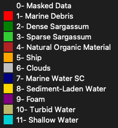 0- Masked Data
1- Marine Debris
2- Dense Sargassum
3- Sparse Sargassum
4- Natural Organic Material
5- Ship
6- Clouds
7- Marine Water SC
8- Sediment-Laden Water
9- Foam
10- Turbid Water
11- Shallow Water